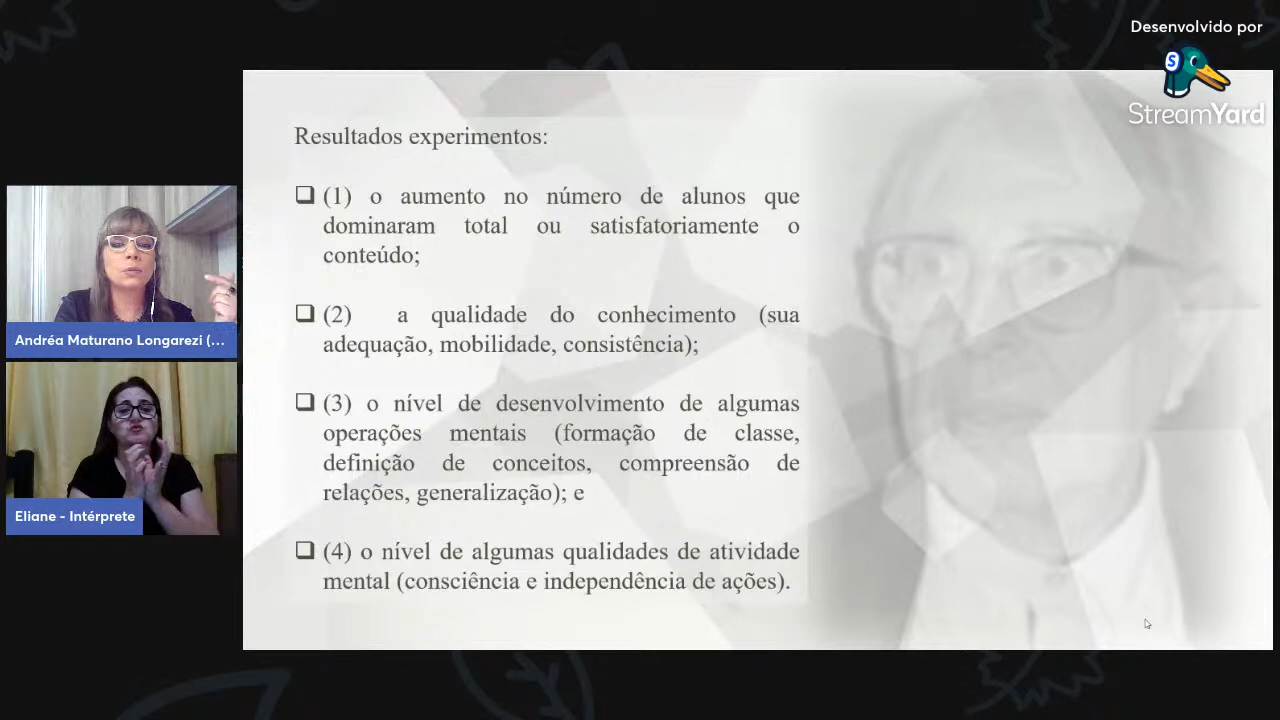 Desenvolvido por
StreamYard
Resultados experimentos:
❑ (1) o aumento no número de alunos que
dominaram total ou satisfatoriamente o
conteúdo;
❑ (2) a qualidade do conhecimento (sua
adequação, mobilidade, consistência);
❑ (3) o nível de desenvolvimento de algumas
operações mentais (formação de classe,
definição de conceitos, compreensão de
relações, generalização); e
❑ (4) o nível de algumas qualidades de atividade
mental (consciência e independência de ações).
Andréa Maturano Longarezi (...
Eliane - Intérprete